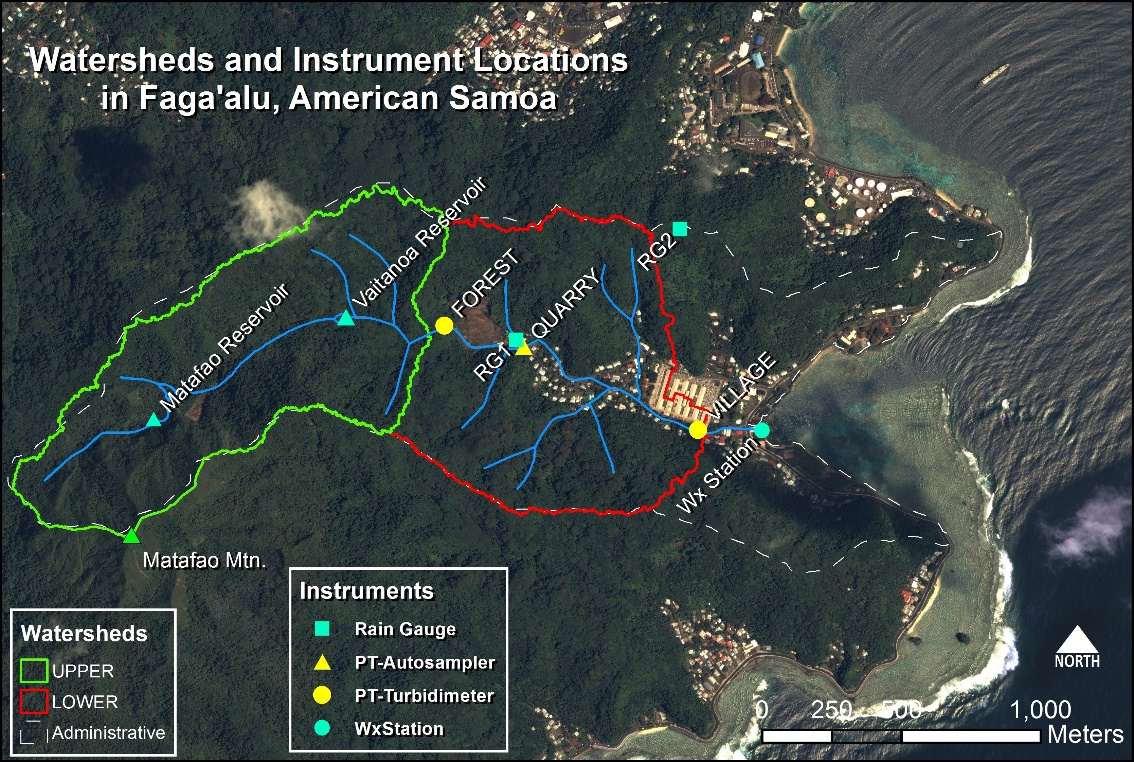 Watersheds and Instrument Locations
in Faga'alu, American Samoa
Vaitanoa Reservoir
Matafao Reservoir
FOREST
QUARRY
RG1
RG2
VILLAGE
Wx Station
Matafao Mtn.
Instruments
Rain Gauge
PT-Autosampler
PT-Turbidimeter
WxStation
Watersheds
UPPER
LOWER
Administrative
NORTH
0 250 500 1,000
Meters